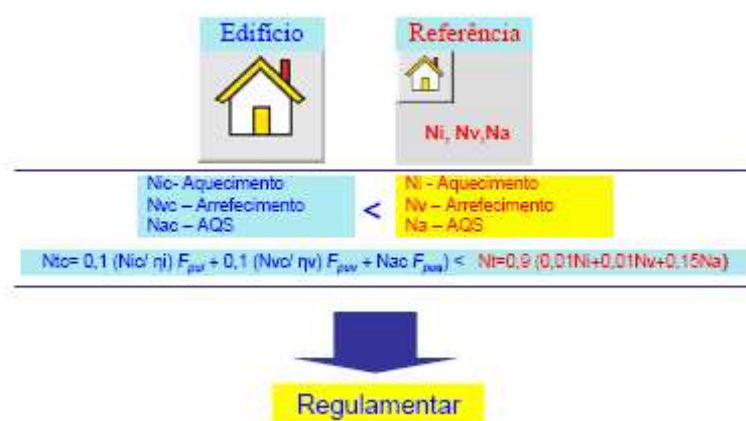 Edifício
Referência
Ni, Nv,Na
Nic- Aquecimento
Nvc – Arrefecimento
Nac – AQS
<
Ni - Aquecimento
Nv – Arrefecimento
Na – AQS
Ntc= 0,1 (Nic/ ηi) Fpui + 0,1 (Nvc/ ηv) Fpuv + Nac Fpua) < Nt=0,9 (0,01Ni+0,01Nv+0,15Na)
Regulamentar